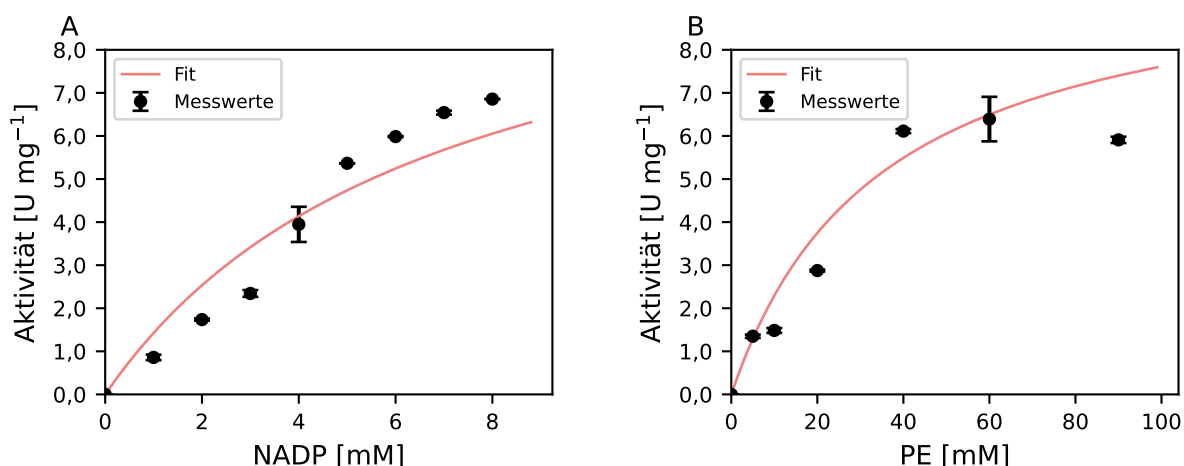 A
8,0
7,0
6,0
5,0
4,0
3,0
2,0
1,0
0,0
Aktivität [U mg⁻¹]
Fit
Messwerte
0 2 4 6 8
NADP [mM]
B
8,0
7,0
6,0
5,0
4,0
3,0
2,0
1,0
0,0
Aktivität [U mg⁻¹]
Fit
Messwerte
0 20 40 60 80 100
PE [mM]